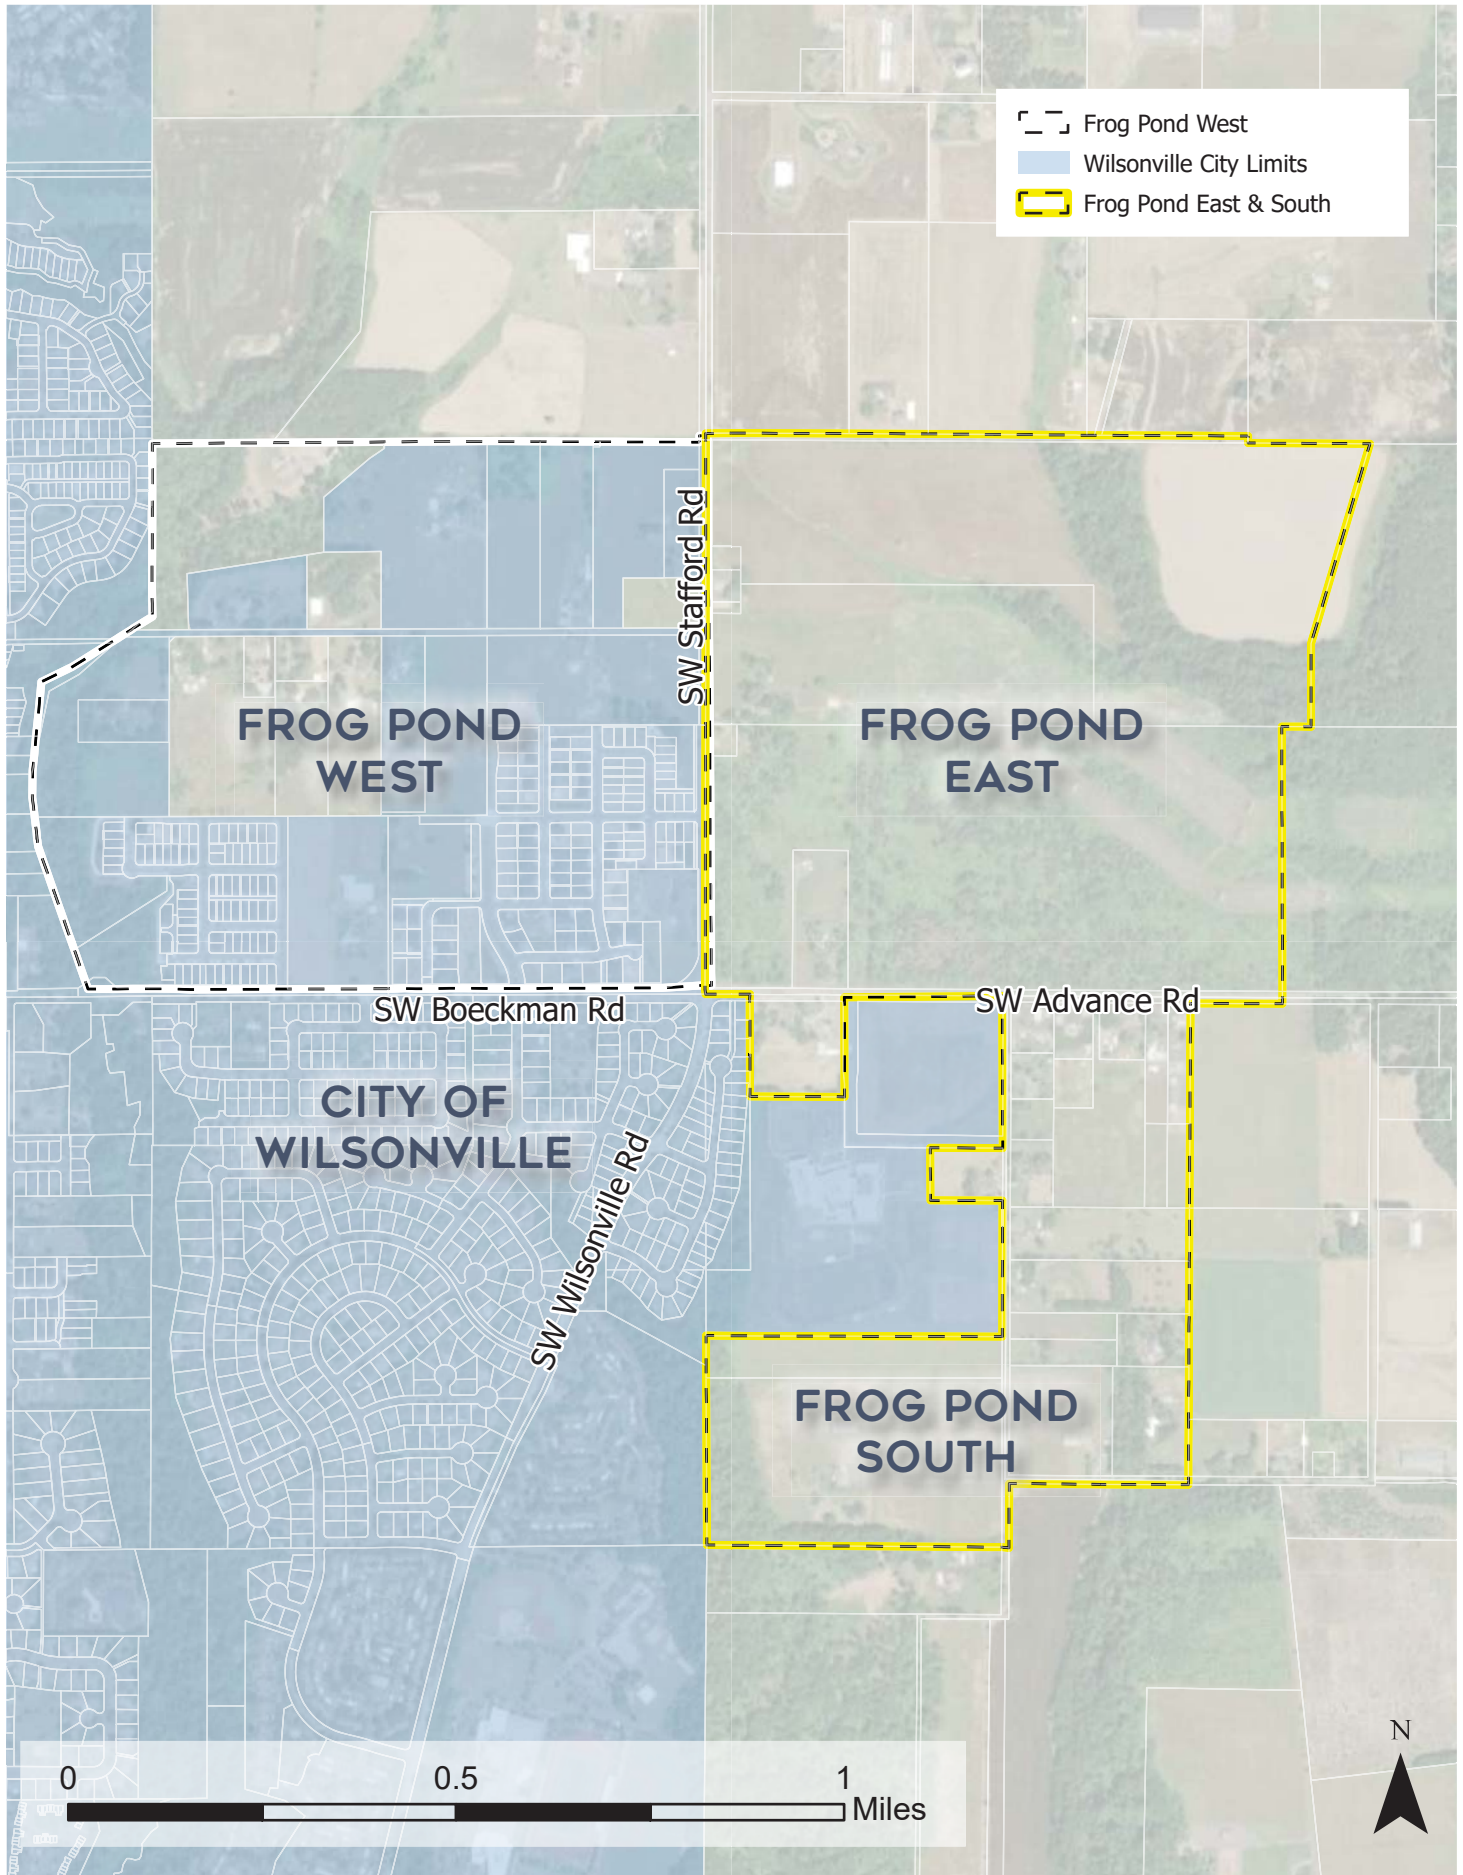 Frog Pond West
Wilsonville City Limits
Frog Pond East & South
SW Stafford Rd
FROG POND
WEST
FROG POND
EAST
SW Boeckman Rd
SW Advance Rd
CITY OF
WILSONVILLE
SW Wilsonville Rd
FROG POND
SOUTH
N
0 0.5 1
Miles